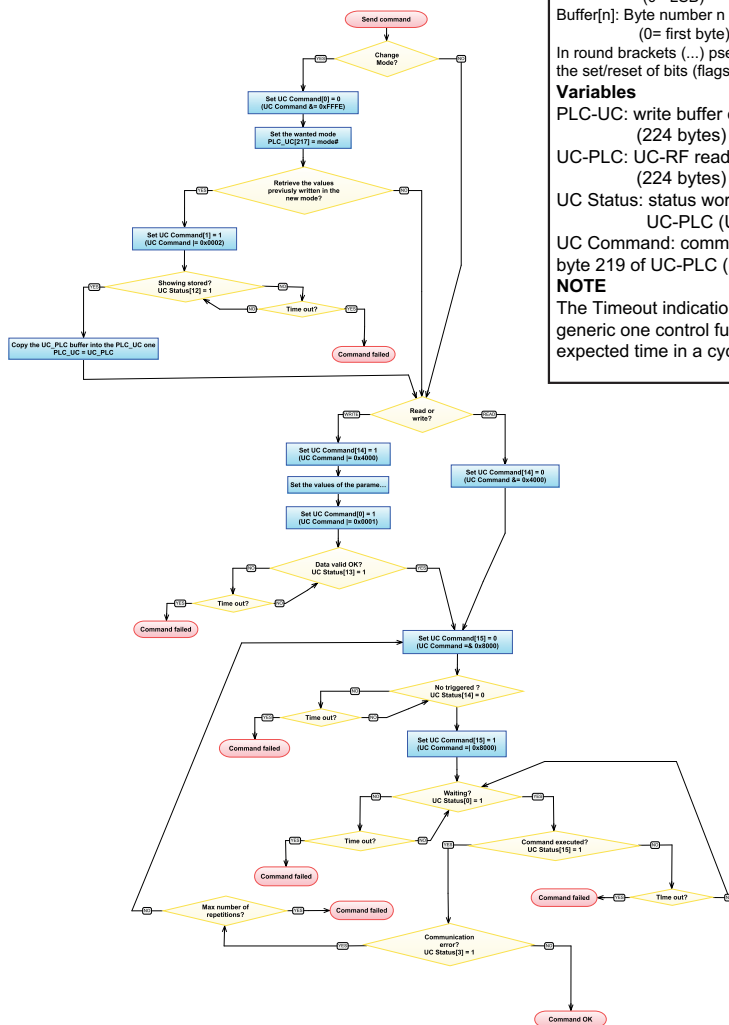 Send command
Change
Mode?
YES
NO
Set UC Command[0] = 0
(UC Command &= 0xFFFE)
Set the wanted mode
PLC_UC[217] = mode#
Retrieve the values
previusly written in the
new mode?
YES
NO
Set UC Command[1] = 1
(UC Command |= 0x0002)
Showing stored?
UC Status[12] = 1
YES
NO
Time out?
NO
YES
Command failed
Copy the UC_PLC buffer into the PLC_UC one
PLC_UC = UC_PLC
Read or
write?
WRITE
READ
Set UC Command[14] = 1
(UC Command |= 0x4000)
Set the values of the parame...
Set UC Command[0] = 1
(UC Command |= 0x0001)
Set UC Command[14] = 0
(UC Command &= 0x4000)
Data valid OK?
UC Status[13] = 1
NO
YES
Time out?
YES
NO
Command failed
Set UC Command[15] = 0
(UC Command =& 0x8000)
No triggered ?
UC Status[14] = 0
NO
Time out?
YES
NO
Command failed
Set UC Command[15] = 1
(UC Command =| 0x8000)
Waiting?
UC Status[0] = 1
NO
YES
Time out?
YES
NO
Command failed
Command executed?
UC Status[15] = 1
YES
NO
Time out?
YES
Command failed
Max number of
repetitions?
NO
YES
Command failed
Communication
error?
UC Status[3] = 1
YES
NO
Command OK
Buffer[n]: Byte number n
(0= first byte)
In round brackets (...)
the set/reset of bits (flags
Variables
PLC-UC: write buffer
(224 bytes)
UC-PLC: UC-RF read
(224 bytes)
UC Status: status
UC-PLC
UC Command:
byte 219 of UC-PLC (
NOTE
The Timeout
generic one control
expected time in a